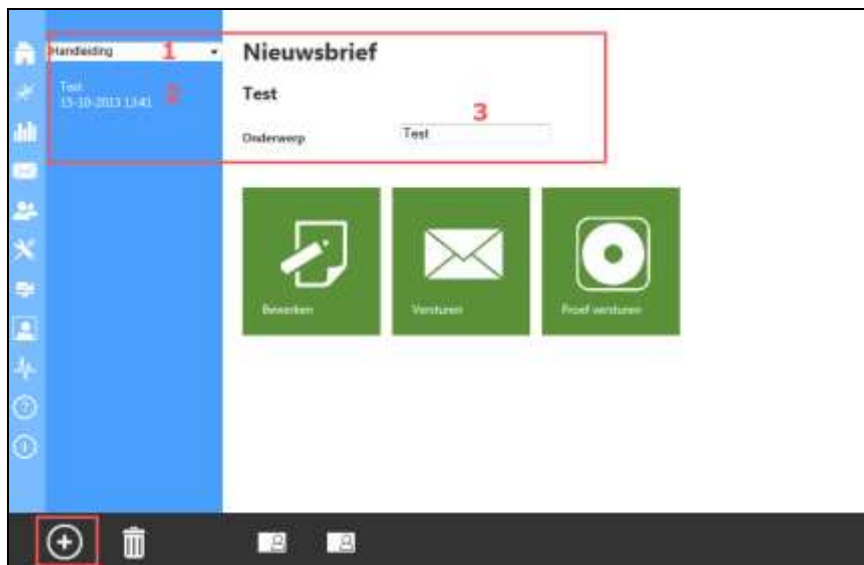 Handleiding 1
Nieuwsbrief
Test
15-10-2013 13:41 2
Test
3
Onderwerp Test
Bewerken Versturen Proef versturen